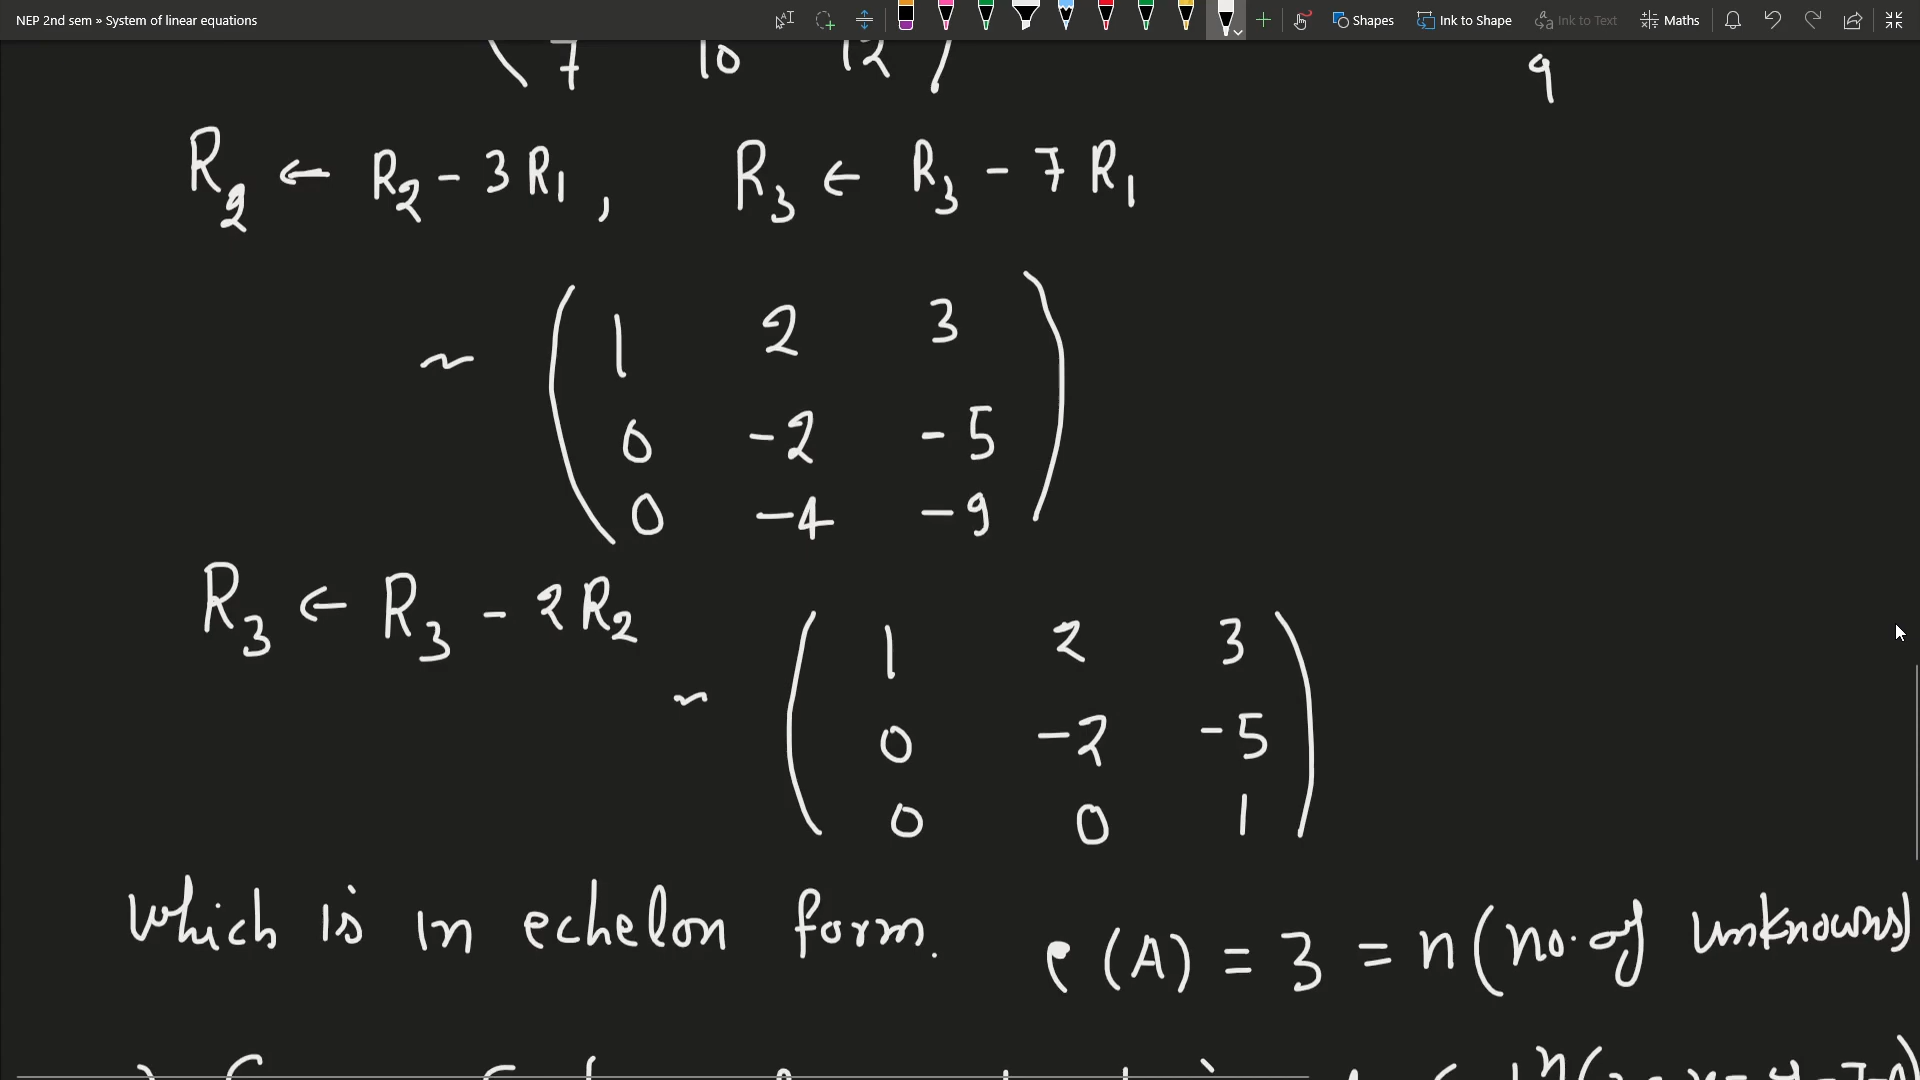 NEP 2nd sem » System of linear equations Shapes Ink to Shape Ink to Text Maths
7 10 12 9
R₂ ← R₂ - 3R₁, R₃ ← R₃ - 7R₁
~ ( 1 2 3
0 -2 -5
0 -4 -9 )
R₃ ← R₃ - 2R₂
~ ( 1 2 3
0 -2 -5
0 0 1 )
which is in echelon form. ρ(A) = 3 = n (no. of unknowns)